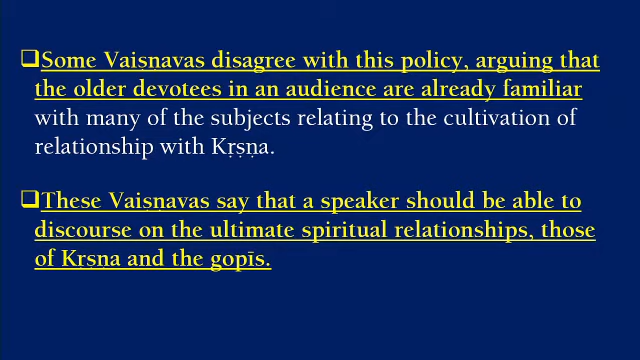 ❑Some Vaiṣṇavas disagree with this policy, arguing that
the older devotees in an audience are already familiar
with many of the subjects relating to the cultivation of
relationship with Kṛṣṇa.
❑These Vaiṣṇavas say that a speaker should be able to
discourse on the ultimate spiritual relationships, those
of Kṛṣṇa and the gopīs.